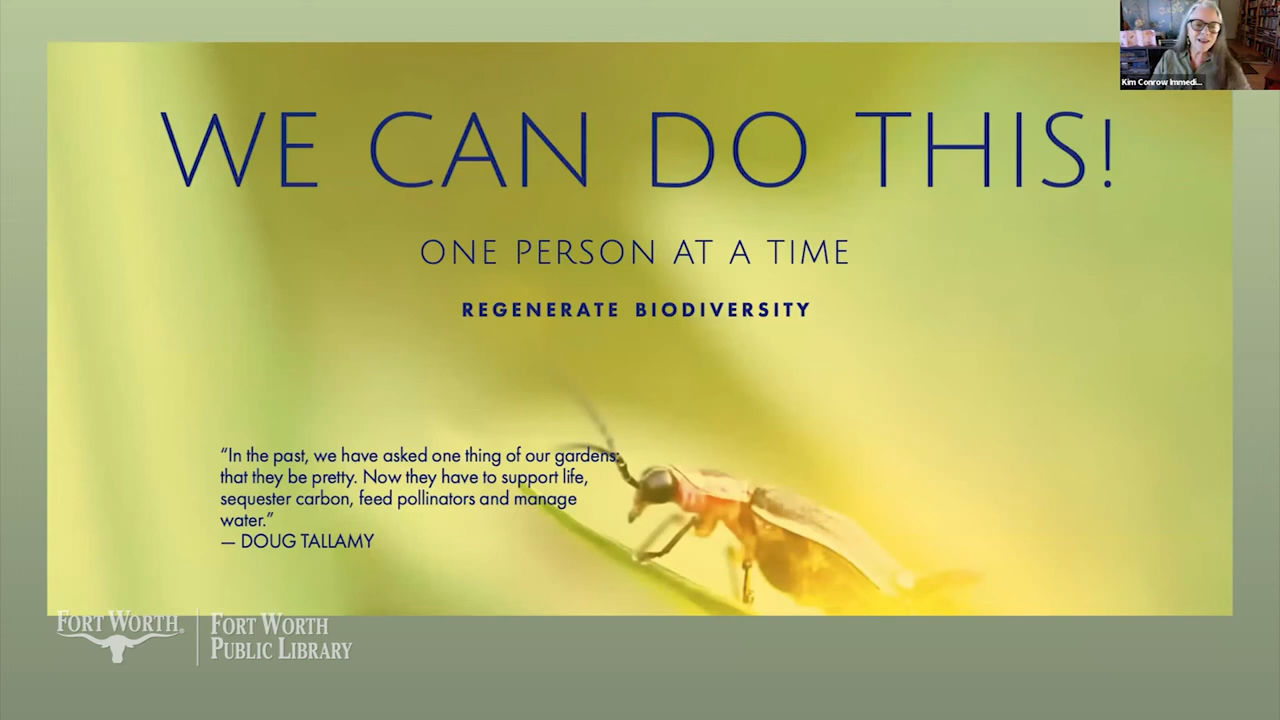 Kim Conrow Immedi...
WE CAN DO THIS!
ONE PERSON AT A TIME
REGENERATE BIODIVERSITY
“In the past, we have asked one thing of our gardens:
that they be pretty. Now they have to support life,
sequester carbon, feed pollinators and manage
water.”
— DOUG TALLAMY
FORT WORTH®
FORT WORTH
PUBLIC LIBRARY